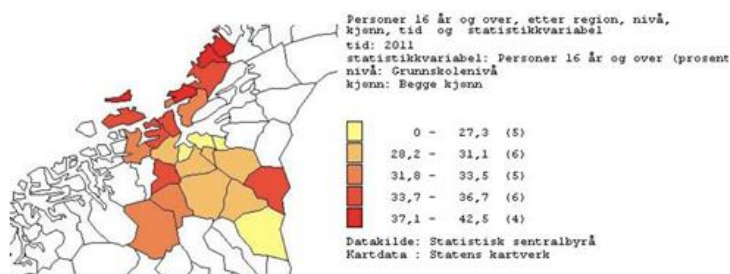 Personer 16 år og over, etter region, nivå,
kjønn, tid og statistikkvariabel
tid: 2011
statistikkvariabel: Personer 16 år og over (prosent
nivå: Grunnskolenivå
kjønn: Begge kjønn
0 - 27,3 (5)
28,2 - 31,1 (6)
31,8 - 33,5 (5)
33,7 - 36,7 (6)
37,1 - 42,5 (4)
Datakilde: Statistisk sentralbyrå
Kartdata : Statens kartverk